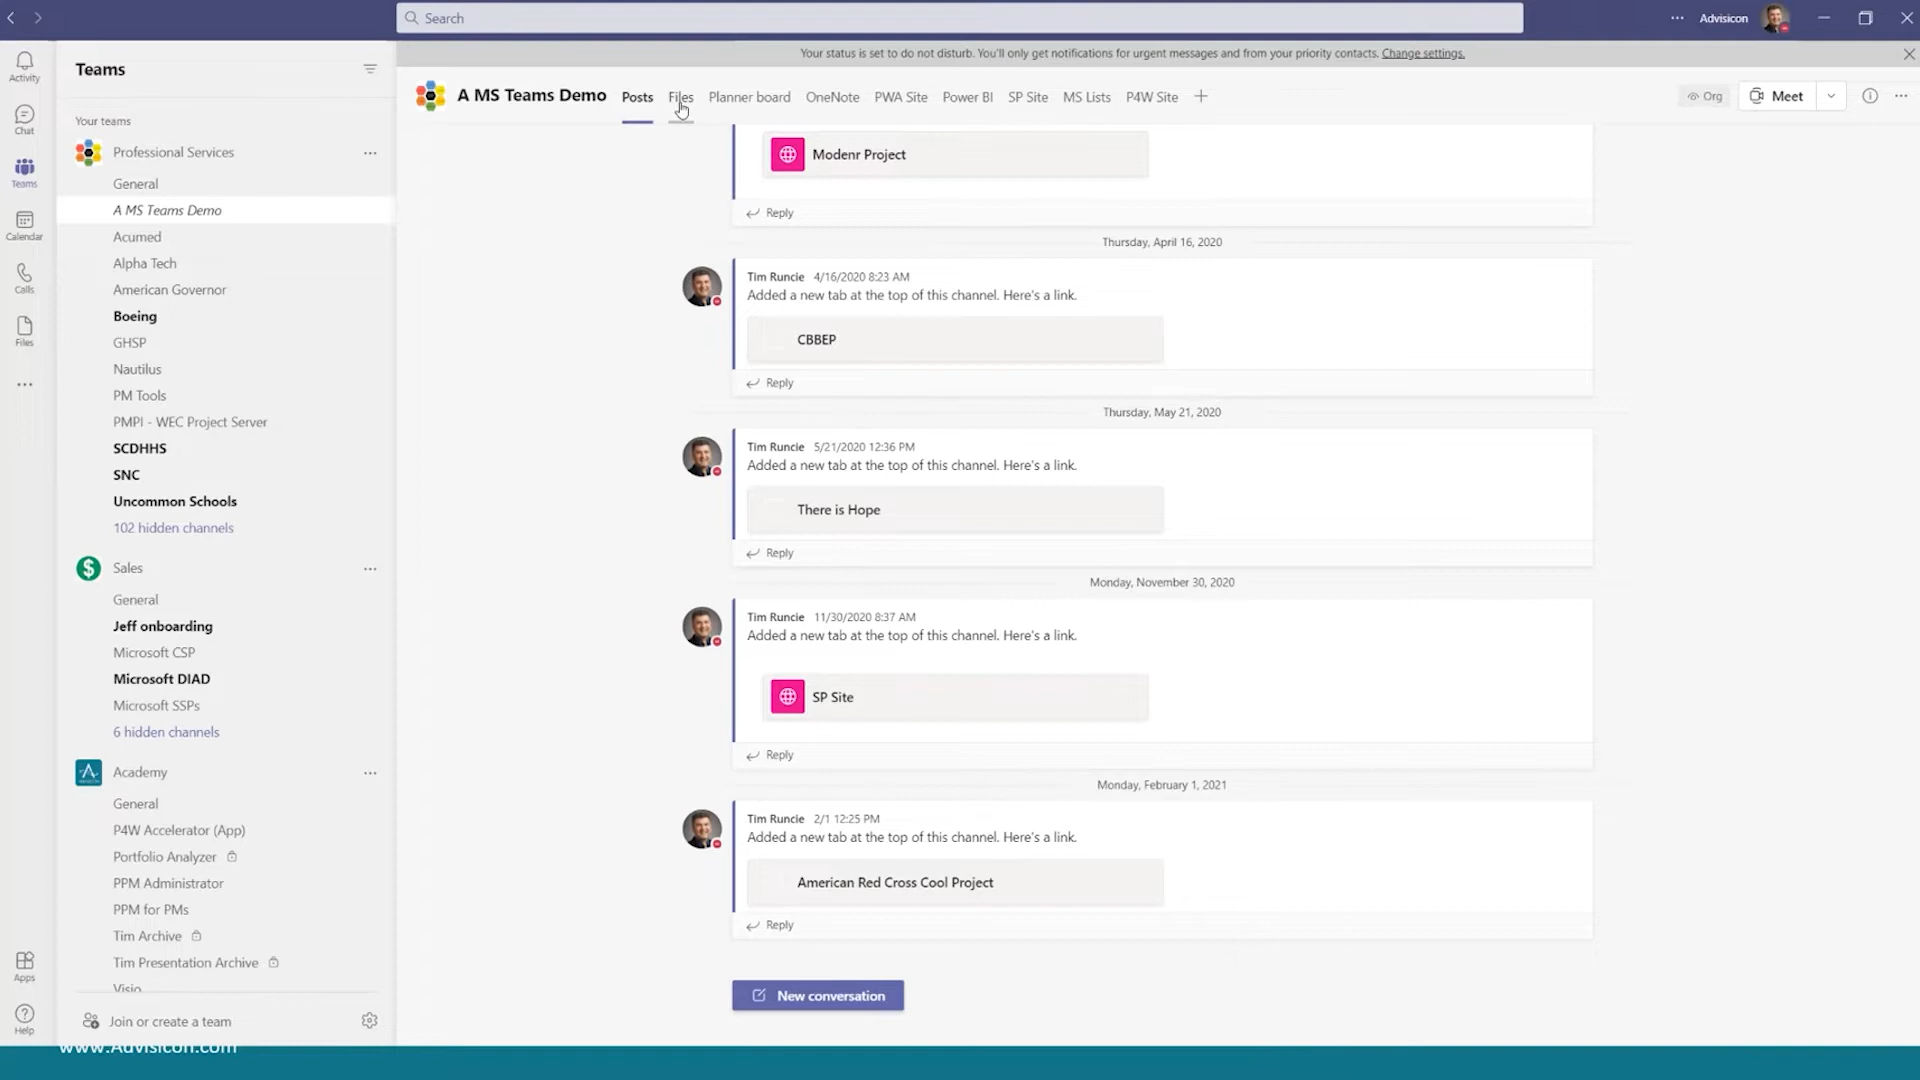 Search
Advisicon
Your status is set to do not disturb. You'll only get notifications for urgent messages and from your priority contacts. Change settings.
Activity
Chat
Teams
Calendar
Calls
Files
Apps
Help
Teams
Your teams
Professional Services
General
A MS Teams Demo
Acumed
Alpha Tech
American Governor
Boeing
GHSP
Nautilus
PM Tools
PMPI - WEC Project Server
SCDHHS
SNC
Uncommon Schools
102 hidden channels
Sales
General
Jeff onboarding
Microsoft CSP
Microsoft DIAD
Microsoft SSPs
6 hidden channels
Academy
General
P4W Accelerator (App)
Portfolio Analyzer
PPM Administrator
PPM for PMs
Tim Archive
Tim Presentation Archive
Visio
Join or create a team
A MS Teams Demo Posts Files Planner board OneNote PWA Site Power BI SP Site MS Lists P4W Site
Org Meet
Modenr Project
Reply
Thursday, April 16, 2020
Tim Runcie 4/16/2020 8:23 AM
Added a new tab at the top of this channel. Here's a link.
CBBEP
Reply
Thursday, May 21, 2020
Tim Runcie 5/21/2020 12:36 PM
Added a new tab at the top of this channel. Here's a link.
There is Hope
Reply
Monday, November 30, 2020
Tim Runcie 11/30/2020 8:37 AM
Added a new tab at the top of this channel. Here's a link.
SP Site
Reply
Monday, February 1, 2021
Tim Runcie 2/1 12:25 PM
Added a new tab at the top of this channel. Here's a link.
American Red Cross Cool Project
Reply
New conversation
www.Advisicon.com